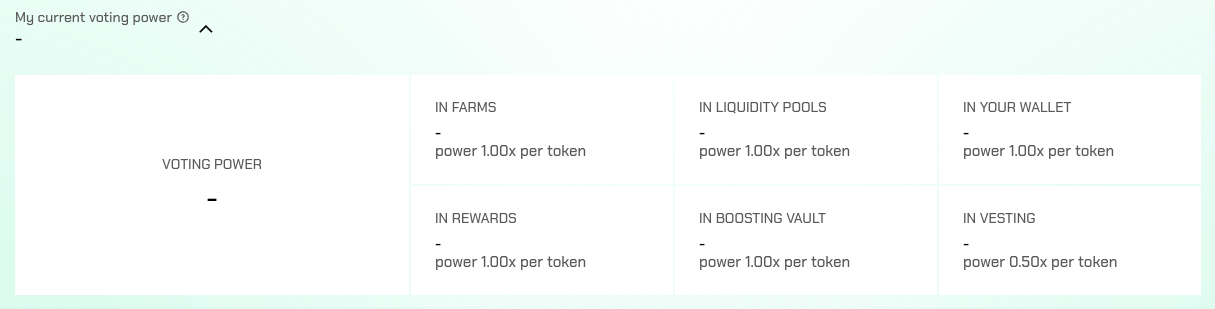 My current voting power
-
VOTING POWER
-
IN FARMS
-
power 1.00x per token
IN LIQUIDITY POOLS
-
power 1.00x per token
IN YOUR WALLET
-
power 1.00x per token
IN REWARDS
-
power 1.00x per token
IN BOOSTING VAULT
-
power 1.00x per token
IN VESTING
-
power 0.50x per token